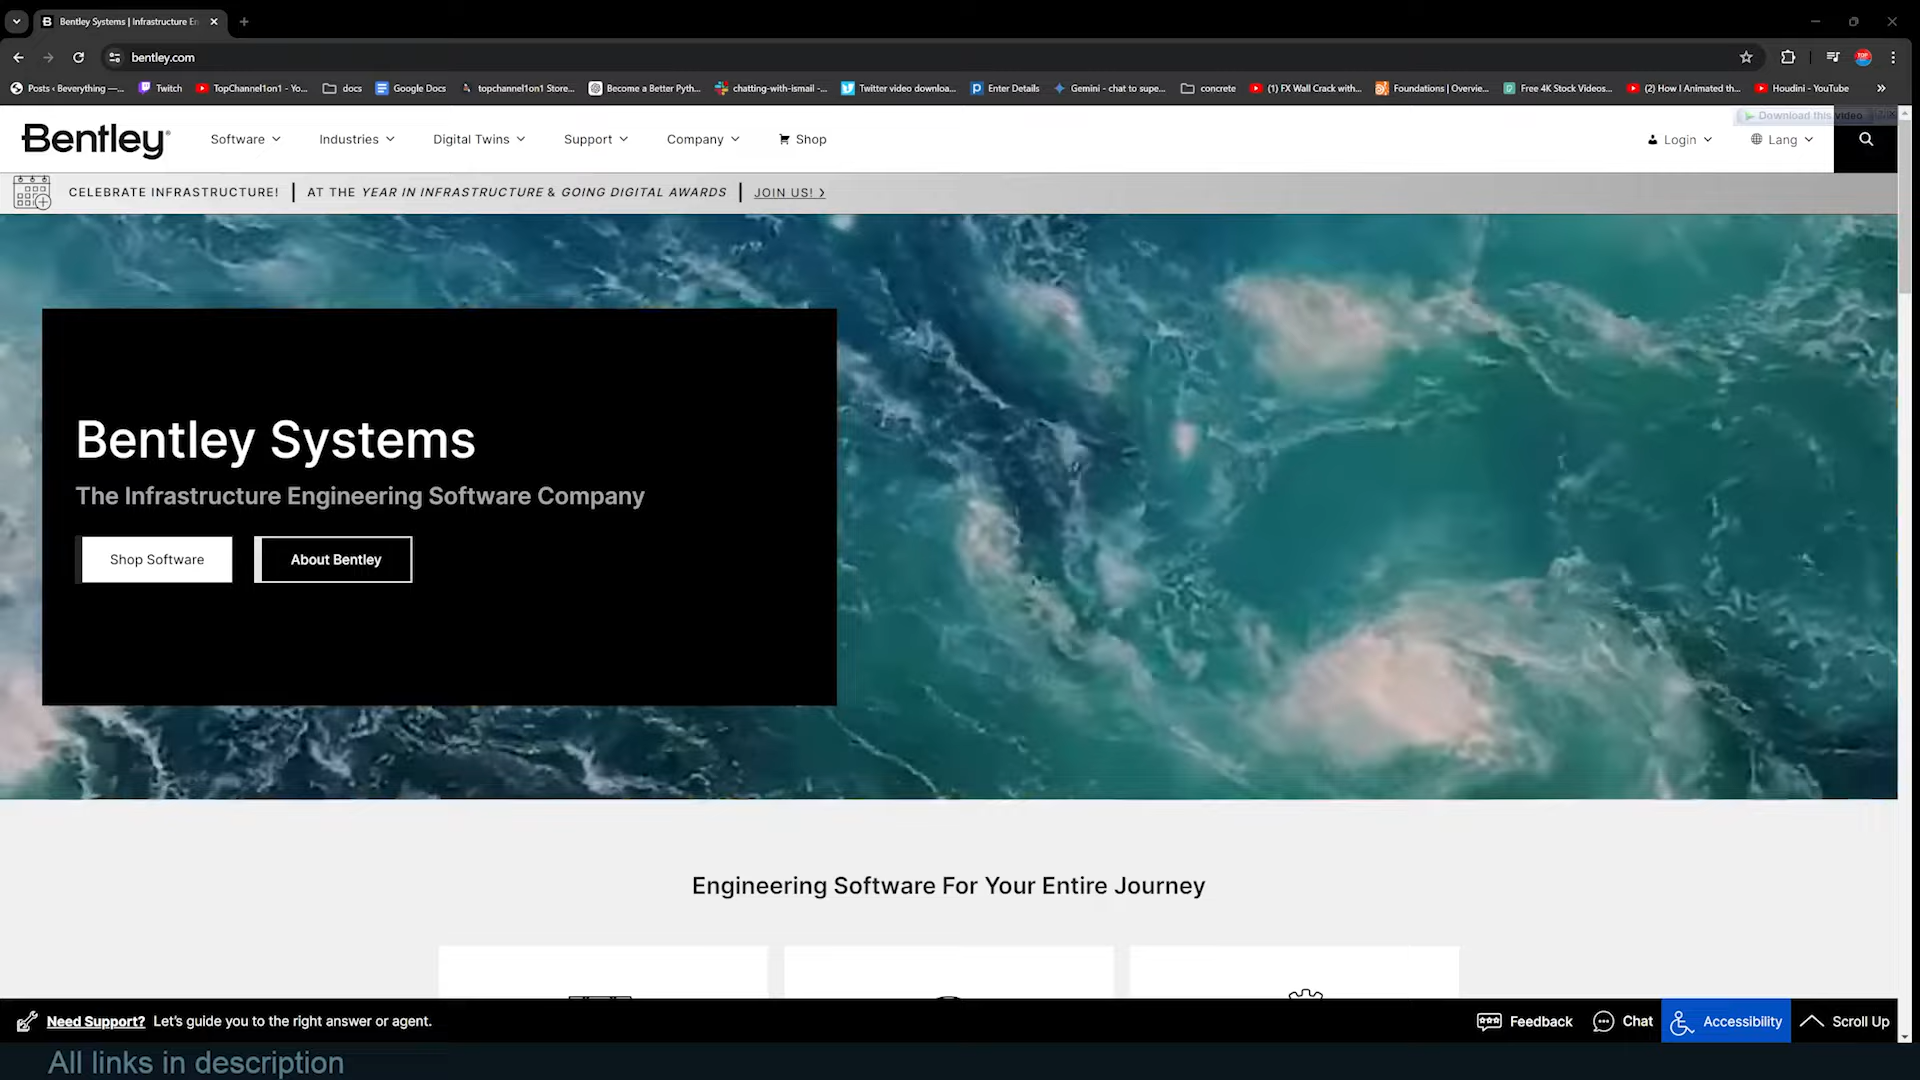 Bentley Systems | Infrastructure En
bentley.com
Posts ‹ Beverything —... Twitch TopChannel1on1 - Yo... docs Google Docs topchannel1on1 Store... Become a Better Pyth... chatting-with-ismail -... Twitter video downloa... Enter Details Gemini - chat to supe... concrete (1) FX Wall Crack with... Foundations | Overvie... Free 4K Stock Videos... (2) How I Animated th... Houdini - YouTube
Download this video
Bentley Software Industries Digital Twins Support Company Shop Login Lang
CELEBRATE INFRASTRUCTURE! | AT THE YEAR IN INFRASTRUCTURE & GOING DIGITAL AWARDS | JOIN US! >
Bentley Systems
The Infrastructure Engineering Software Company
Shop Software About Bentley
Engineering Software For Your Entire Journey
Need Support? Let's guide you to the right answer or agent. Feedback Chat Accessibility Scroll Up
All links in description